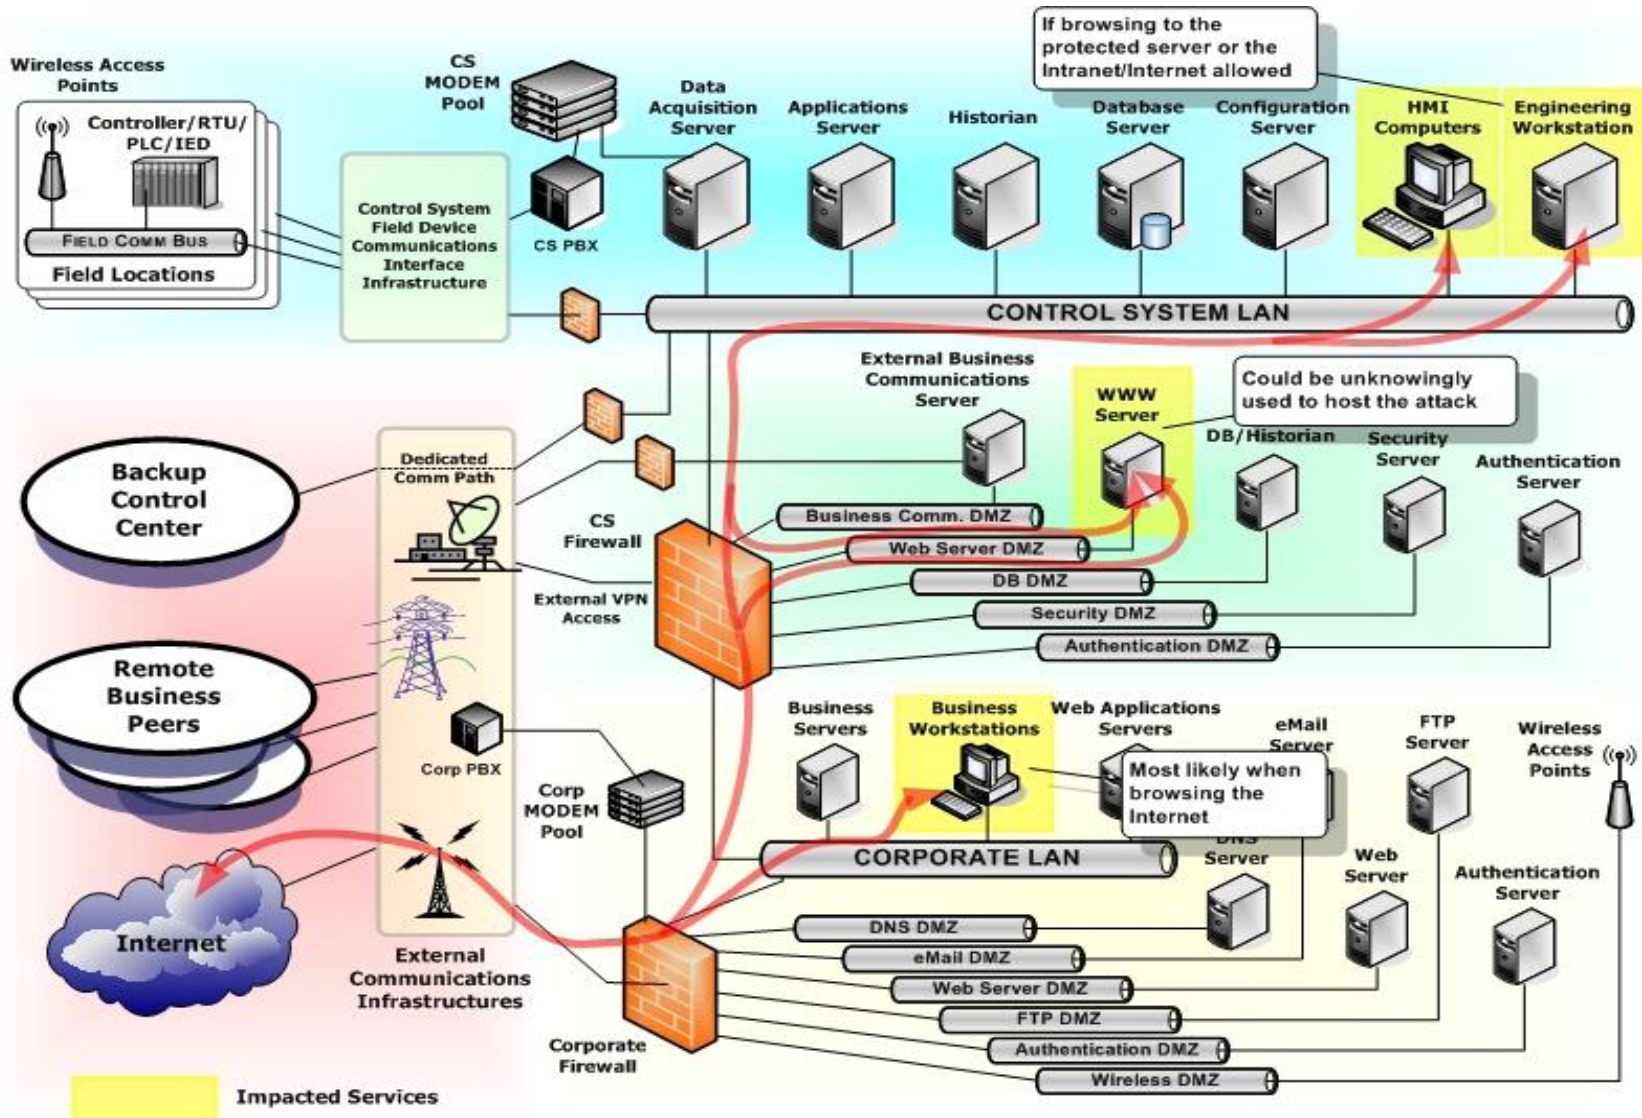 If browsing to the
protected server or the
Intranet/Internet allowed
Wireless Access
Points
Controller/RTU/
PLC/IED
FIELD COMM BUS
Field Locations
CS
MODEM
Pool
Control System
Field Device
Communications
Interface
Infrastructure
CS PBX
Data
Acquisition
Server
Applications
Server
Historian
Database
Server
Configuration
Server
HMI
Computers
Engineering
Workstation
CONTROL SYSTEM LAN
External Business
Communications
Server
WWW
Server
Could be unknowingly
used to host the attack
DB/Historian
Security
Server
Authentication
Server
Backup
Control
Center
Dedicated
Comm Path
CS
Firewall
External VPN
Access
Business Comm. DMZ
Web Server DMZ
DB DMZ
Security DMZ
Authentication DMZ
Remote
Business
Peers
Corp PBX
Corp
MODEM
Pool
Business
Servers
Business
Workstations
Web Applications
Servers
eMail
Server
FTP
Server
Wireless
Access
Points
Most likely when
browsing the
Internet
CORPORATE LAN
DNS
Server
Web
Server
Authentication
Server
Internet
External
Communications
Infrastructures
Corporate
Firewall
DNS DMZ
eMail DMZ
Web Server DMZ
FTP DMZ
Authentication DMZ
Wireless DMZ
Impacted Services